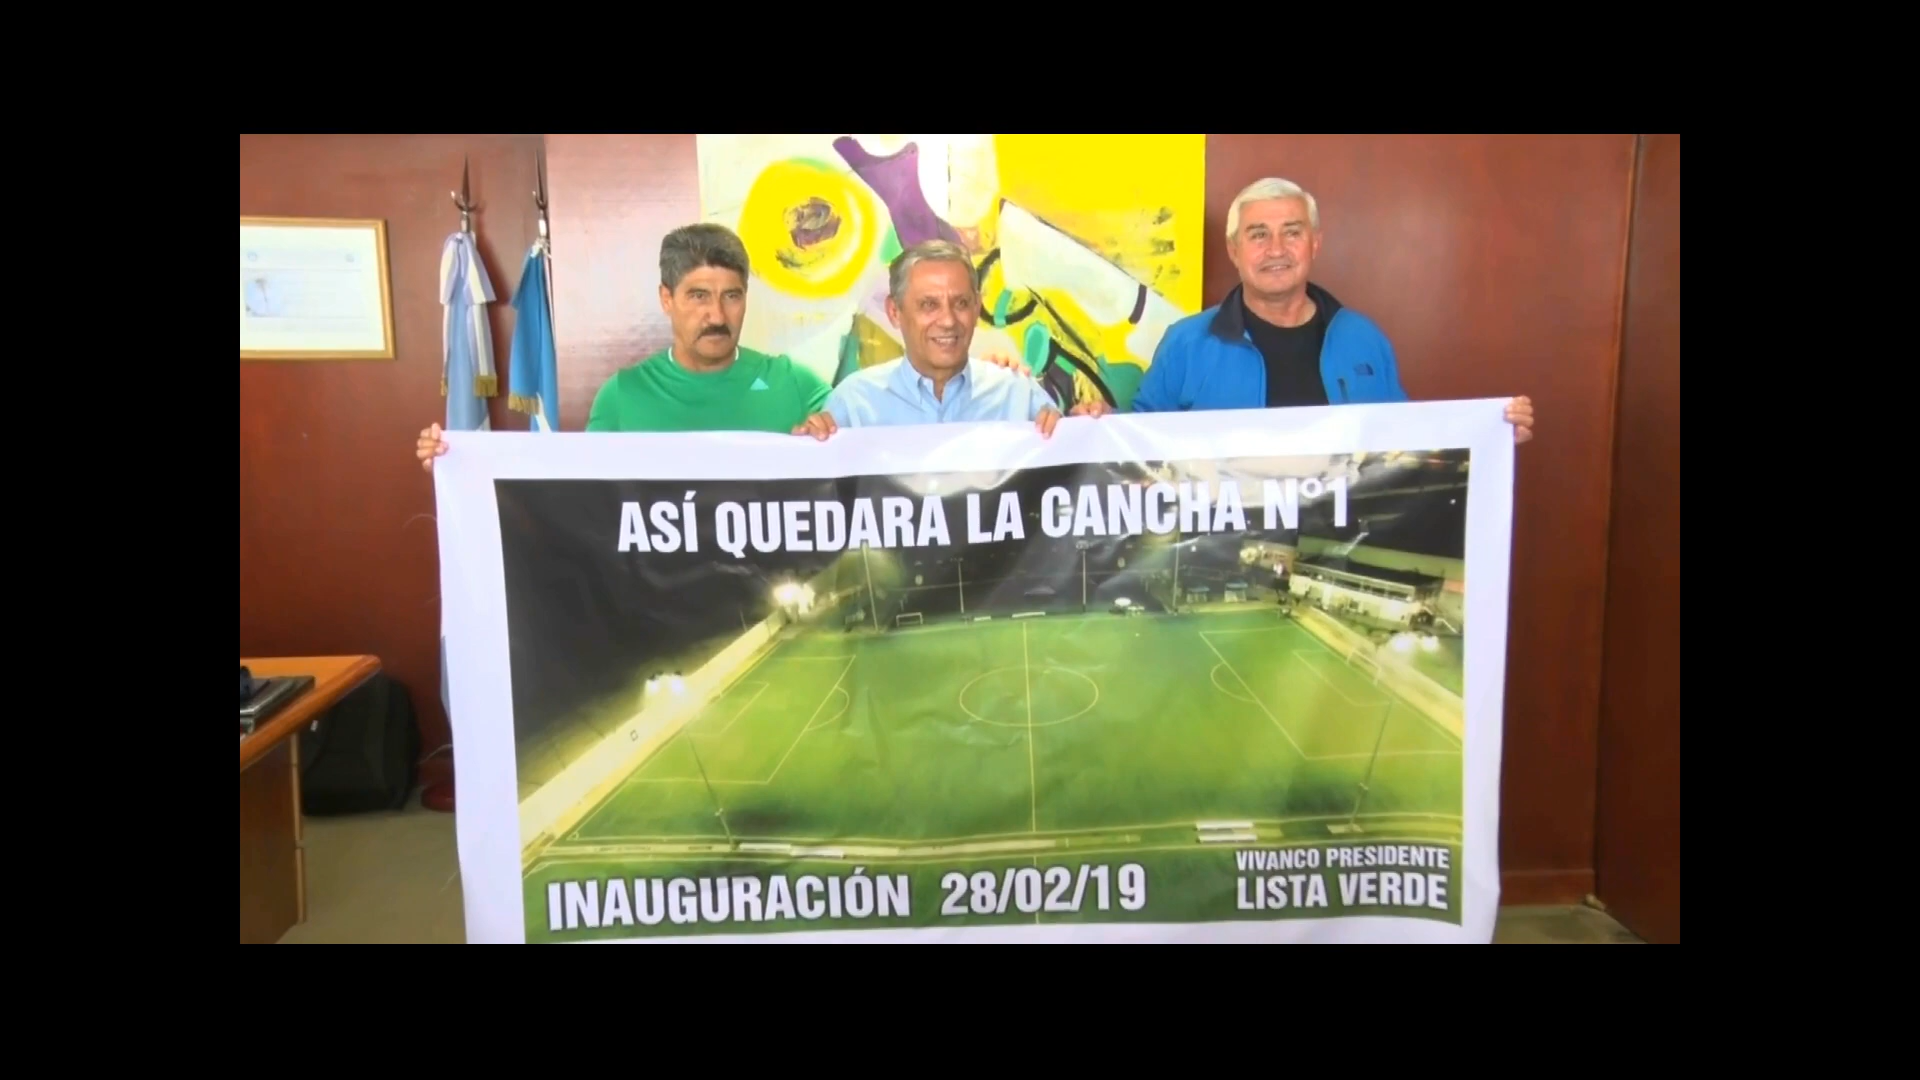 ASÍ QUEDARA LA CANCHA N°1
INAUGURACIÓN 28/02/19
VIVANCO PRESIDENTE
LISTA VERDE